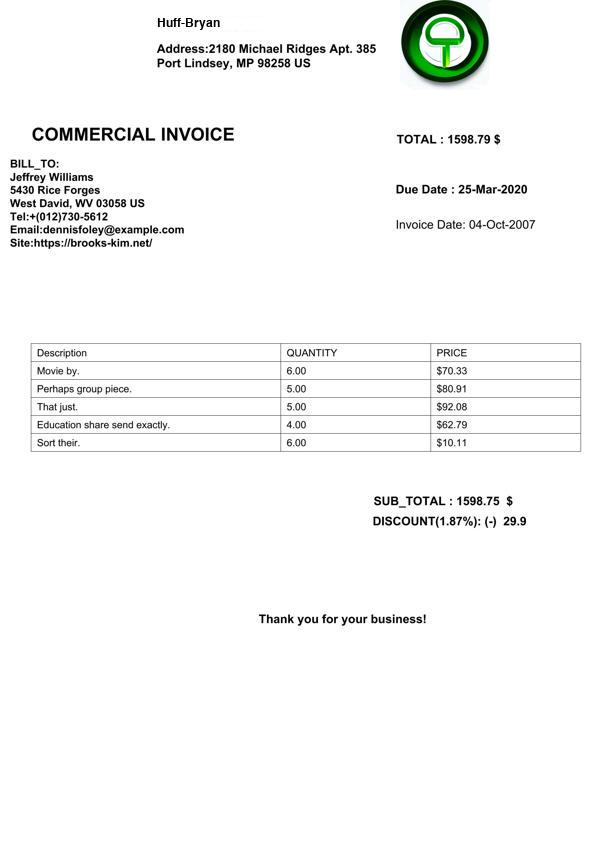 Huff-Bryan
Address:2180 Michael Ridges Apt. 385
Port Lindsey, MP 98258 US
COMMERCIAL INVOICE
TOTAL : 1598.79 $
BILL_TO:
Jeffrey Williams
5430 Rice Forges
West David, WV 03058 US
Tel:+(012)730-5612
Email:dennisfoley@example.com
Site:https://brooks-kim.net/
Due Date : 25-Mar-2020
Invoice Date: 04-Oct-2007
Description QUANTITY PRICE
Movie by. 6.00 $70.33
Perhaps group piece. 5.00 $80.91
That just. 5.00 $92.08
Education share send exactly. 4.00 $62.79
Sort their. 6.00 $10.11
SUB_TOTAL : 1598.75 $
DISCOUNT(1.87%): (-) 29.9
Thank you for your business!